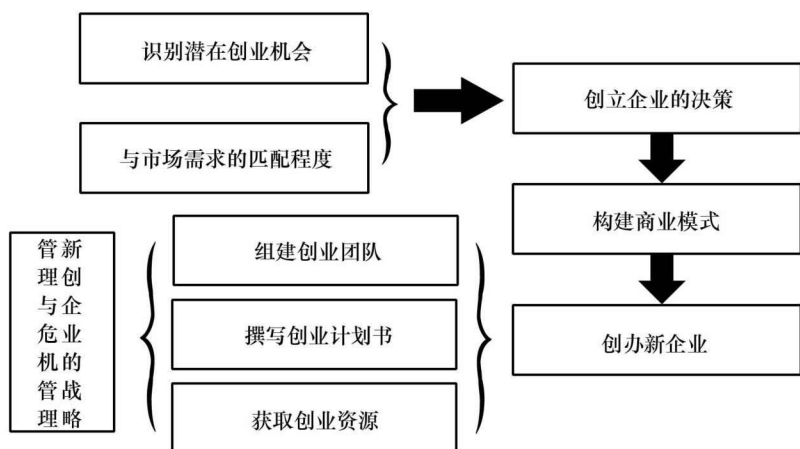 识别潜在创业机会
与市场需求的匹配程度
创立企业的决策
构建商业模式
创办新企业
组建创业团队
撰写创业计划书
获取创业资源
新创企业的战略
管理与危机管理